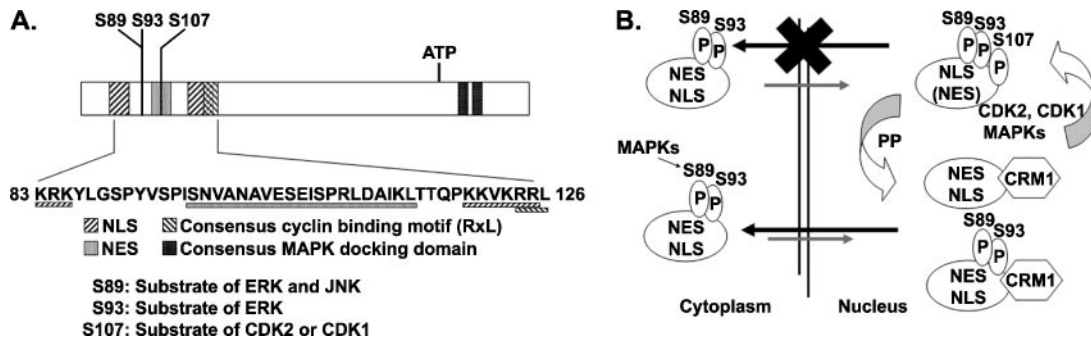 A.
S89 S93 S107
ATP
83 KRKYLGSPYVSPISNVANAVESEISPRLDAIKLTTQPKKVKRRL 126
NLS
Consensus cyclin binding motif (RxL)
NES
Consensus MAPK docking domain
S89: Substrate of ERK and JNK
S93: Substrate of ERK
S107: Substrate of CDK2 or CDK1
B.
S89
S93
P P
NES
NLS
S89
S93
S107
P P
P
NLS
(NES)
CDK2, CDK1
MAPKs
PP
MAPKs
S89
S93
P P
NES
NLS
NES
NLS
CRM1
S89
S93
P P
NES
NLS
CRM1
Cytoplasm
Nucleus